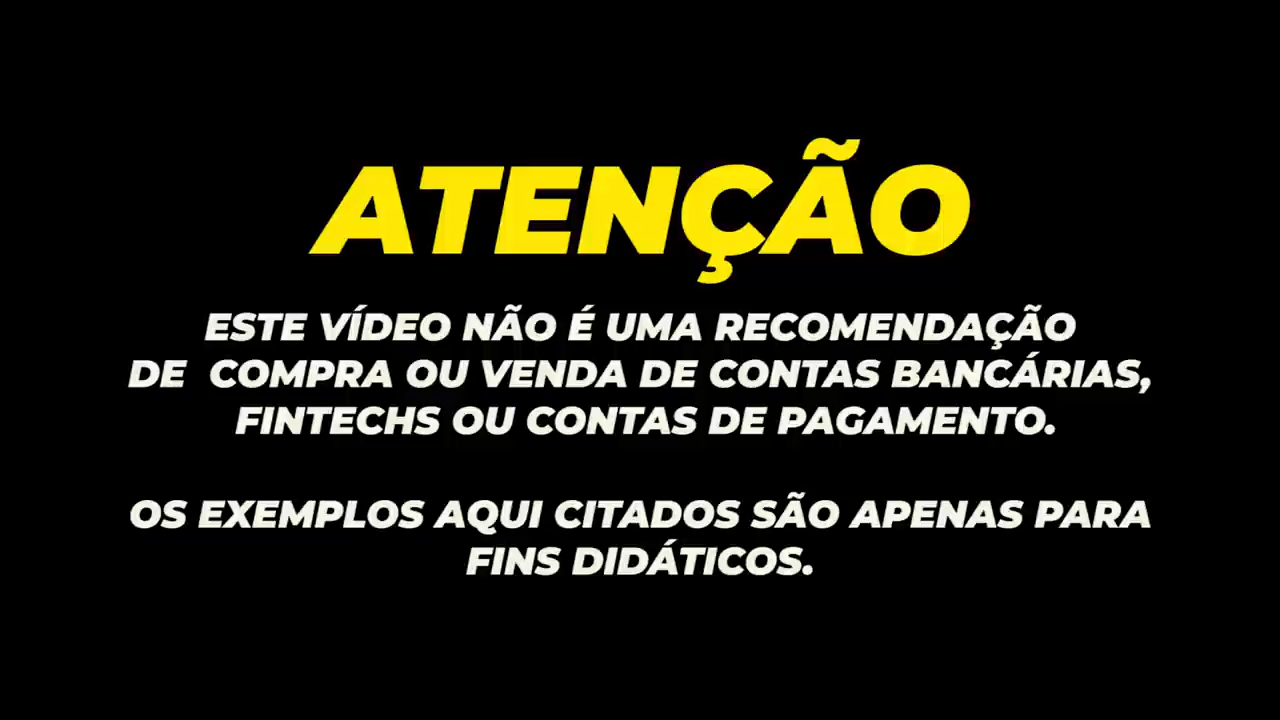 ATENÇÃO
ESTE VÍDEO NÃO É UMA RECOMENDAÇÃO
DE COMPRA OU VENDA DE CONTAS BANCÁRIAS,
FINTECHS OU CONTAS DE PAGAMENTO.
OS EXEMPLOS AQUI CITADOS SÃO APENAS PARA
FINS DIDÁTICOS.